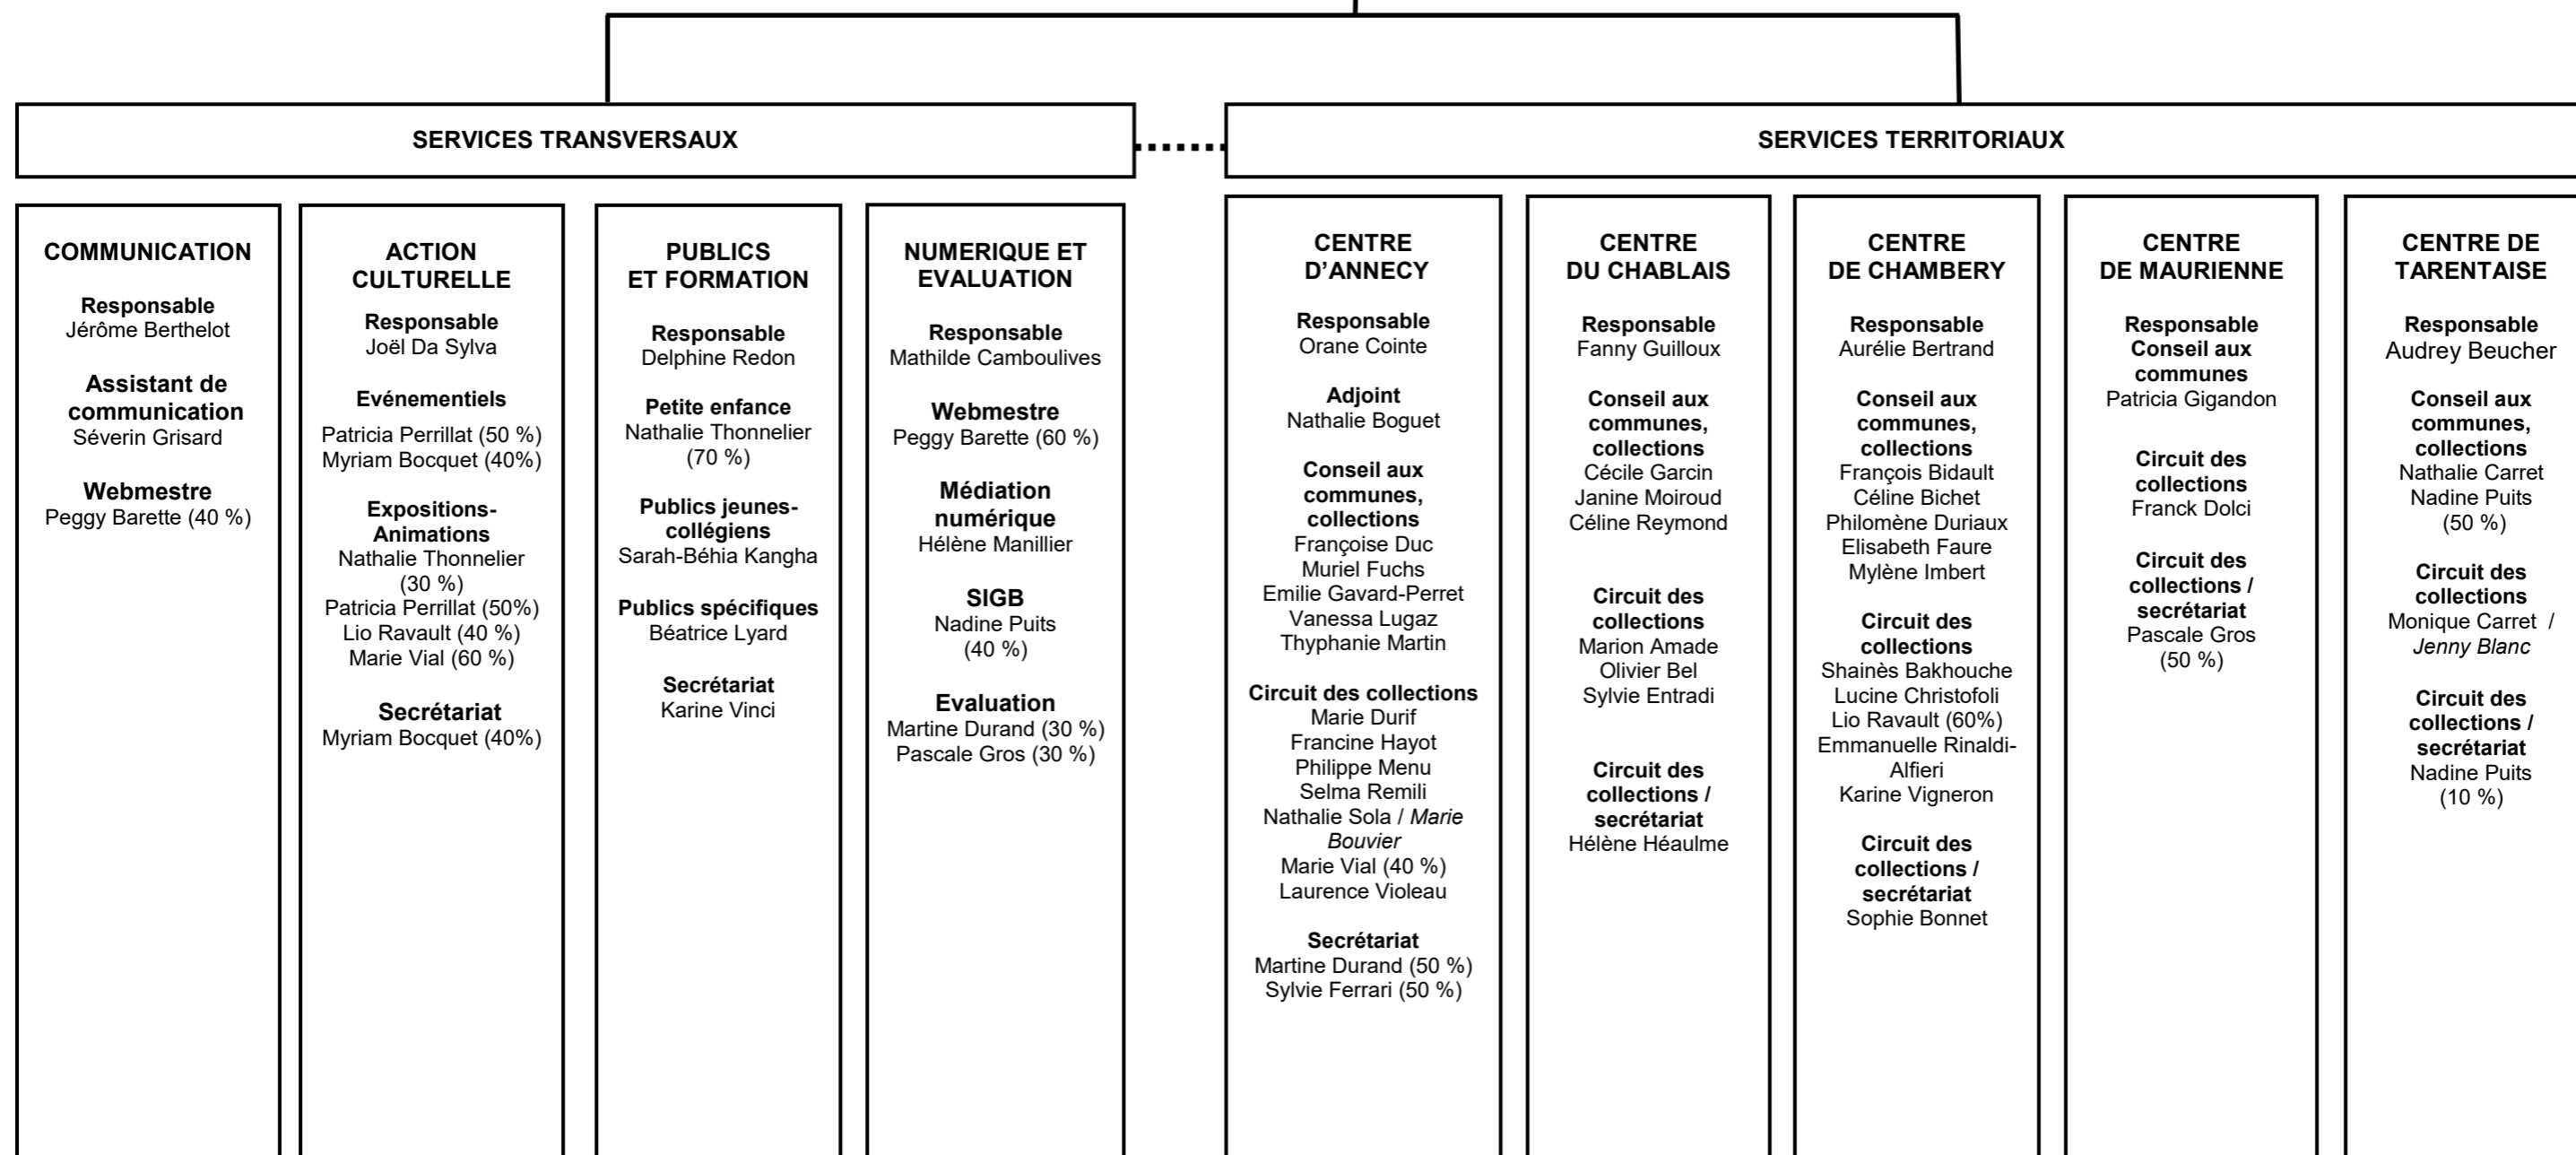 SERVICES TRANSVERSAUX
SERVICES TERRITORIAUX
COMMUNICATION
Responsable
Jérôme Berthelot
Assistant de
communication
Séverin Grisard
Webmestre
Peggy Barette (40 %)
ACTION
CULTURELLE
Responsable
Joël Da Sylva
Evénementiels
Patricia Perrillat (50 %)
Myriam Bocquet (40%)
Expositions-
Animations
Nathalie Thonnelier
(30 %)
Patricia Perrillat (50%)
Lio Ravault (40 %)
Marie Vial (60 %)
Secrétariat
Myriam Bocquet (40%)
PUBLICS
ET FORMATION
Responsable
Delphine Redon
Petite enfance
Nathalie Thonnelier
(70 %)
Publics jeunes-
collégiens
Sarah-Béhia Kangha
Publics spécifiques
Béatrice Lyard
Secrétariat
Karine Vinci
NUMERIQUE ET
EVALUATION
Responsable
Mathilde Camboulives
Webmestre
Peggy Barette (60 %)
Médiation
numérique
Hélène Manillier
SIGB
Nadine Puits
(40 %)
Evaluation
Martine Durand (30 %)
Pascale Gros (30 %)
CENTRE
D’ANNECY
Responsable
Orane Cointe
Adjoint
Nathalie Boguet
Conseil aux
communes,
collections
Françoise Duc
Muriel Fuchs
Emilie Gavard-Perret
Vanessa Lugaz
Thyphanie Martin
Circuit des collections
Marie Durif
Francine Hayot
Philippe Menu
Selma Remili
Nathalie Sola / Marie
Bouvier
Marie Vial (40 %)
Laurence Violeau
Secrétariat
Martine Durand (50 %)
Sylvie Ferrari (50 %)
CENTRE
DU CHABLAIS
Responsable
Fanny Guilloux
Conseil aux
communes,
collections
Cécile Garcin
Janine Moiroud
Céline Reymond
Circuit des
collections
Marion Amade
Olivier Bel
Sylvie Entradi
Circuit des
collections /
secrétariat
Hélène Héaulme
CENTRE
DE CHAMBERY
Responsable
Aurélie Bertrand
Conseil aux
communes,
collections
François Bidault
Céline Bichet
Philomène Duriaux
Elisabeth Faure
Mylène Imbert
Circuit des
collections
Shainès Bakhouche
Lucine Christofoli
Lio Ravault (60%)
Emmanuelle Rinaldi-
Alfieri
Karine Vigneron
Circuit des
collections /
secrétariat
Sophie Bonnet
CENTRE
DE MAURIENNE
Responsable
Conseil aux
communes
Patricia Gigandon
Circuit des
collections
Franck Dolci
Circuit des
collections /
secrétariat
Pascale Gros
(50 %)
CENTRE DE
TARENTAISE
Responsable
Audrey Beucher
Conseil aux
communes,
collections
Nathalie Carret
Nadine Puits
(50 %)
Circuit des
collections
Monique Carret /
Jenny Blanc
Circuit des
collections /
secrétariat
Nadine Puits
(10 %)